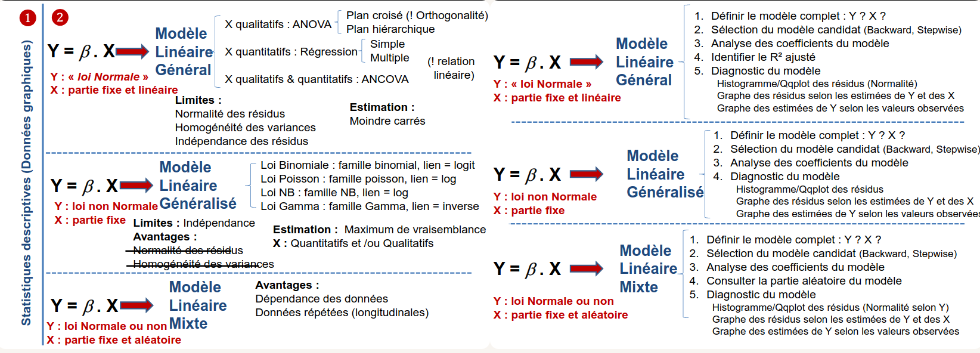 1 2
Statistiques descriptives (Données graphiques)
Y = β . X
Modèle
Linéaire
Général
Y : « loi Normale »
X : partie fixe et linéaire
X qualitatifs : ANOVA
Plan croisé (! Orthogonalité)
Plan hiérarchique
X quantitatifs : Régression
Simple
Multiple
(! relation
linéaire)
X qualitatifs & quantitatifs : ANCOVA
Limites :
Normalité des résidus
Homogénéité des variances
Indépendance des résidus
Estimation :
Moindre carrés
Y = β . X
Modèle
Linéaire
Généralisé
Y : loi non Normale
X : partie fixe
Loi Binomiale : famille binomial, lien = logit
Loi Poisson : famille poisson, lien = log
Loi NB : famille NB, lien = log
Loi Gamma : famille Gamma, lien = inverse
Limites : Indépendance
Avantages :
Normalité des résidus
Homogénéité des variances
Estimation : Maximum de vraisemblance
X : Quantitatifs et /ou Qualitatifs
Y = β . X
Modèle
Linéaire
Mixte
Y : loi Normale ou non
X : partie fixe et aléatoire
Avantages :
Dépendance des données
Données répétées (longitudinales)
Y = β . X
Modèle
Linéaire
Général
Y : « loi Normale »
X : partie fixe et linéaire
1. Définir le modèle complet : Y ? X ?
2. Sélection du modèle candidat (Backward, Stepwise)
3. Analyse des coefficients du modèle
4. Identifier le R² ajusté
5. Diagnostic du modèle
Histogramme/Qqplot des résidus (Normalité)
Graphe des résidus selon les estimées de Y et des X
Graphe des estimées de Y selon les valeurs observées
Y = β . X
Modèle
Linéaire
Généralisé
Y : loi non Normale
X : partie fixe
1. Définir le modèle complet : Y ? X ?
2. Sélection du modèle candidat (Backward, Stepwise)
3. Analyse des coefficients du modèle
4. Diagnostic du modèle
Histogramme/Qqplot des résidus
Graphe des résidus selon les estimées de Y et des X
Graphe des estimées de Y selon les valeurs observées
Y = β . X
Modèle
Linéaire
Mixte
Y : loi Normale ou non
X : partie fixe et aléatoire
1. Définir le modèle complet : Y ? X ?
2. Sélection du modèle candidat (Backward, Stepwise)
3. Analyse des coefficients du modèle
4. Consulter la partie aléatoire du modèle
5. Diagnostic du modèle
Histogramme/Qqplot des résidus (Normalité selon Y)
Graphe des résidus selon les estimées de Y et des X
Graphe des estimées de Y selon les valeurs observées